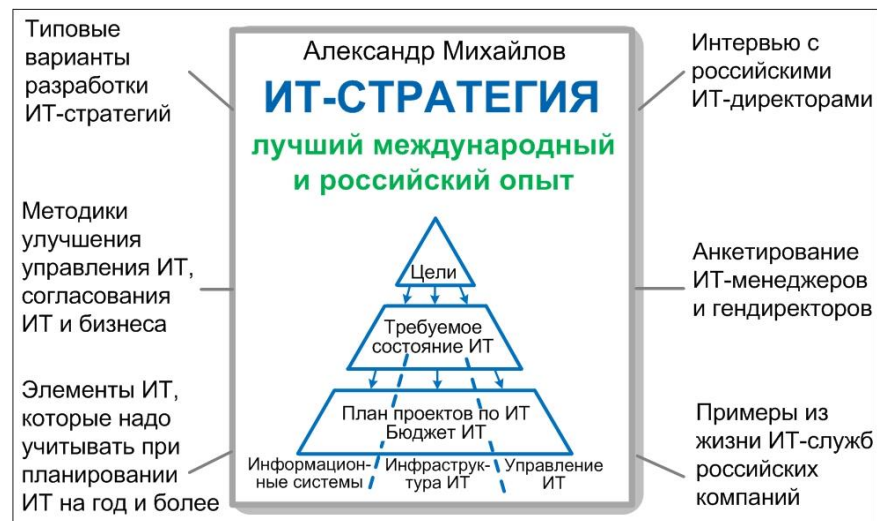 Типовые
варианты
разработки
ИТ-стратегий
Методики
улучшения
управления ИТ,
согласования
ИТ и бизнеса
Элементы ИТ,
которые надо
учитывать при
планировании
ИТ на год и более
Александр Михайлов
ИТ-СТРАТЕГИЯ
лучший международный
и российский опыт
Цели
Требуемое
состояние ИТ
План проектов по ИТ
Бюджет ИТ
Информацион-
ные системы
Инфраструк-
тура ИТ
Управление
ИТ
Интервью с
российскими
ИТ-директорами
Анкетирование
ИТ-менеджеров
и гендиректоров
Примеры из
жизни ИТ-служб
российских
компаний